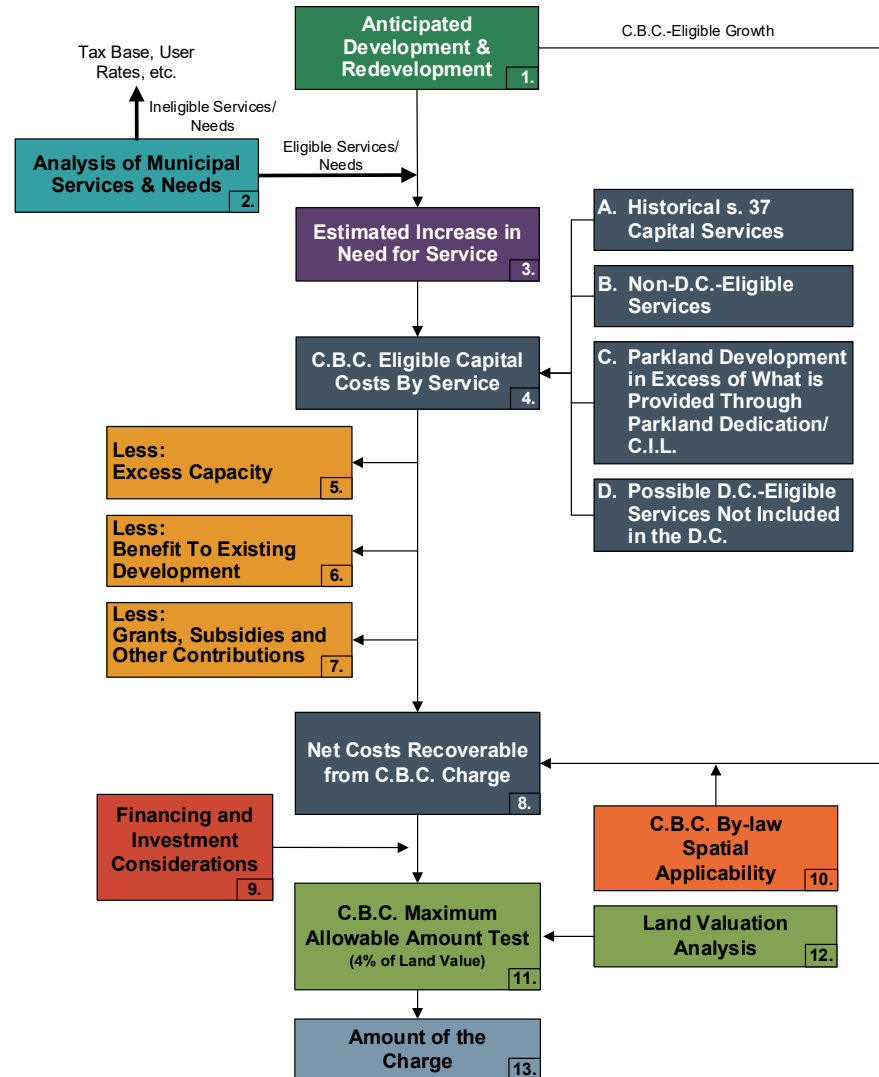 Anticipated
Development &
Redevelopment
1.
C.B.C.-Eligible Growth
Tax Base, User
Rates, etc.
Ineligible Services/
Needs
Analysis of Municipal
Services & Needs
2.
Eligible Services/
Needs
Estimated Increase in
Need for Service
3.
C.B.C. Eligible Capital
Costs By Service
4.
A. Historical s. 37
Capital Services
B. Non-D.C.-Eligible
Services
C. Parkland Development
in Excess of What is
Provided Through
Parkland Dedication/
C.I.L.
D. Possible D.C.-Eligible
Services Not Included
in the D.C.
Less:
Excess Capacity
5.
Less:
Benefit To Existing
Development
6.
Less:
Grants, Subsidies and
Other Contributions
7.
Net Costs Recoverable
from C.B.C. Charge
8.
Financing and
Investment
Considerations
9.
C.B.C. By-law
Spatial
Applicability
10.
C.B.C. Maximum
Allowable Amount Test
(4% of Land Value)
11.
Land Valuation
Analysis
12.
Amount of the
Charge
13.